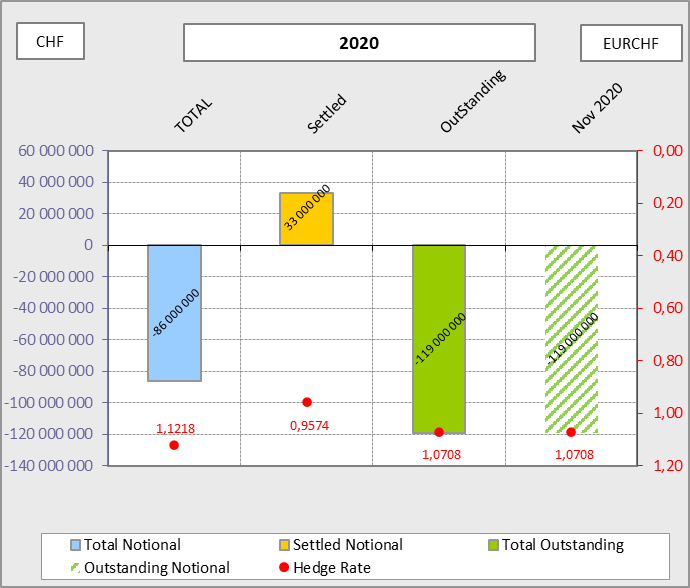 CHF
2020
EURCHF
TOTAL
Settled
OutStanding
Nov 2020
60 000 000
40 000 000
20 000 000
0
-20 000 000
-40 000 000
-60 000 000
-80 000 000
-100 000 000
-120 000 000
-140 000 000
-86 000 000
33 000 000
-119 000 000
-119 000 000
1,1218
0,9574
1,0708
1,0708
0,00
0,20
0,40
0,60
0,80
1,00
1,20
Total Notional
Settled Notional
Total Outstanding
Outstanding Notional
Hedge Rate